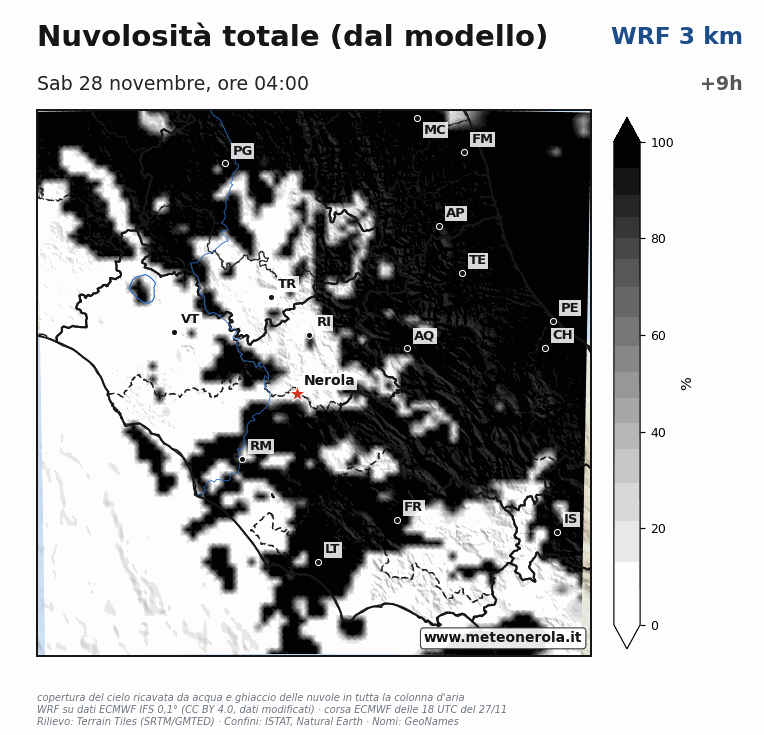 Nuvolosità totale (dal modello)
WRF 3 km
Sab 28 novembre, ore 04:00
+9h
MC
FM
PG
AP
TE
TR
PE
VT
RI
AQ
CH
Nerola
RM
FR
IS
LT
www.meteonerola.it
100
80
60
40
20
0
%
copertura del cielo ricavata da acqua e ghiaccio delle nuvole in tutta la colonna d'aria
WRF su dati ECMWF IFS 0,1° (CC BY 4.0, dati modificati) · corsa ECMWF delle 18 UTC del 27/11
Rilievo: Terrain Tiles (SRTM/GMTED) · Confini: ISTAT, Natural Earth · Nomi: GeoNames